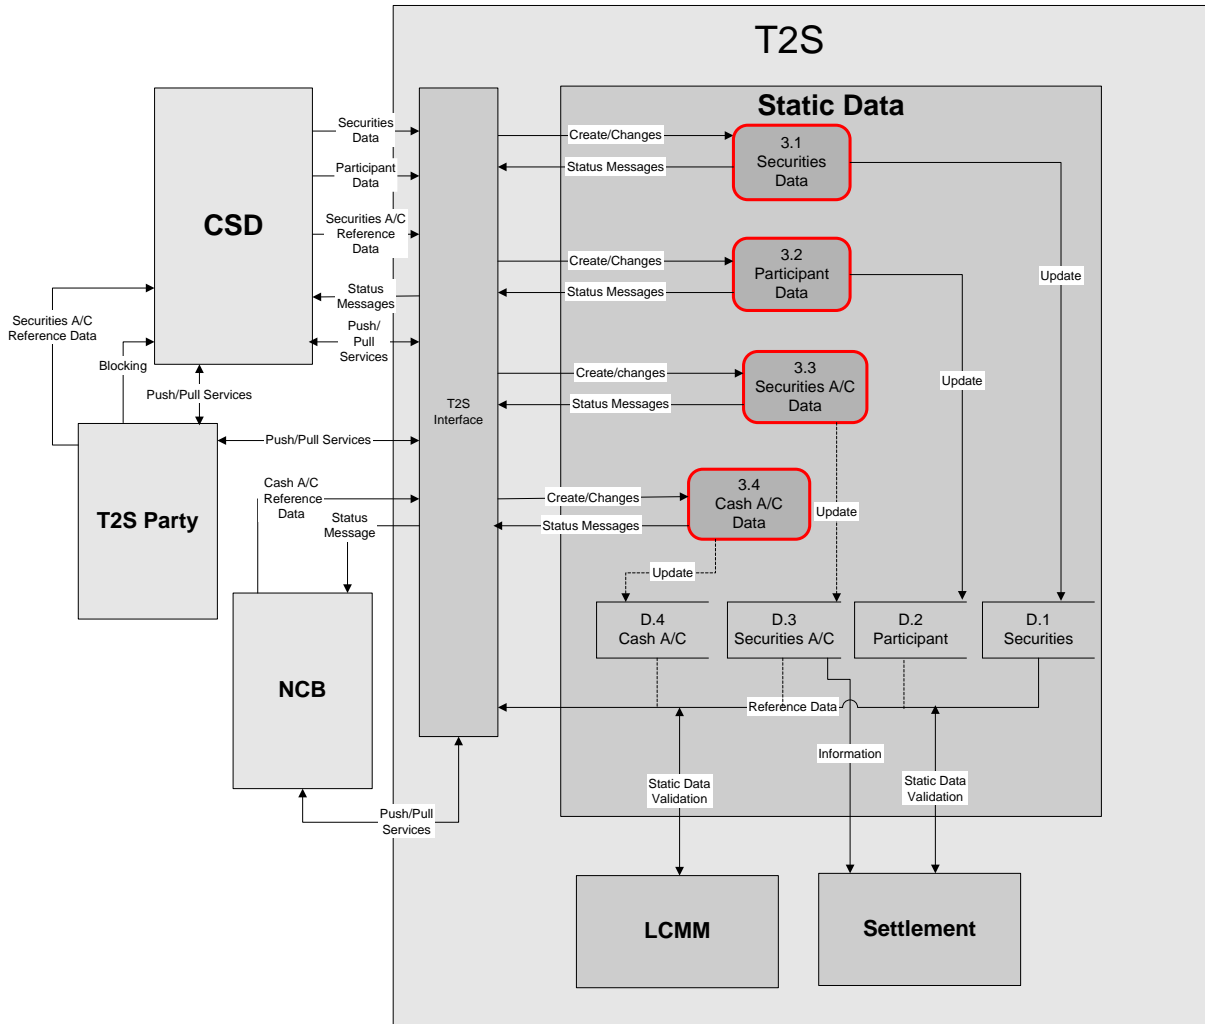 T2S
Static Data
CSD
Securities
Data
Participant
Data
Securities A/C
Reference
Data
Status
Messages
Push/
Pull
Services
Securities A/C
Reference Data
Blocking
Push/Pull Services
T2S Party
Push/Pull Services
Cash A/C
Reference
Data
Status
Message
NCB
Push/Pull
Services
T2S
Interface
Create/Changes
Status Messages
3.1
Securities
Data
Create/Changes
Status Messages
3.2
Participant
Data
Create/changes
Status Messages
3.3
Securities A/C
Data
Create/Changes
Status Messages
3.4
Cash A/C
Data
Update
Update
Update
Update
D.4
Cash A/C
D.3
Securities A/C
D.2
Participant
D.1
Securities
Reference Data
Static Data
Validation
Information
Static Data
Validation
LCMM
Settlement